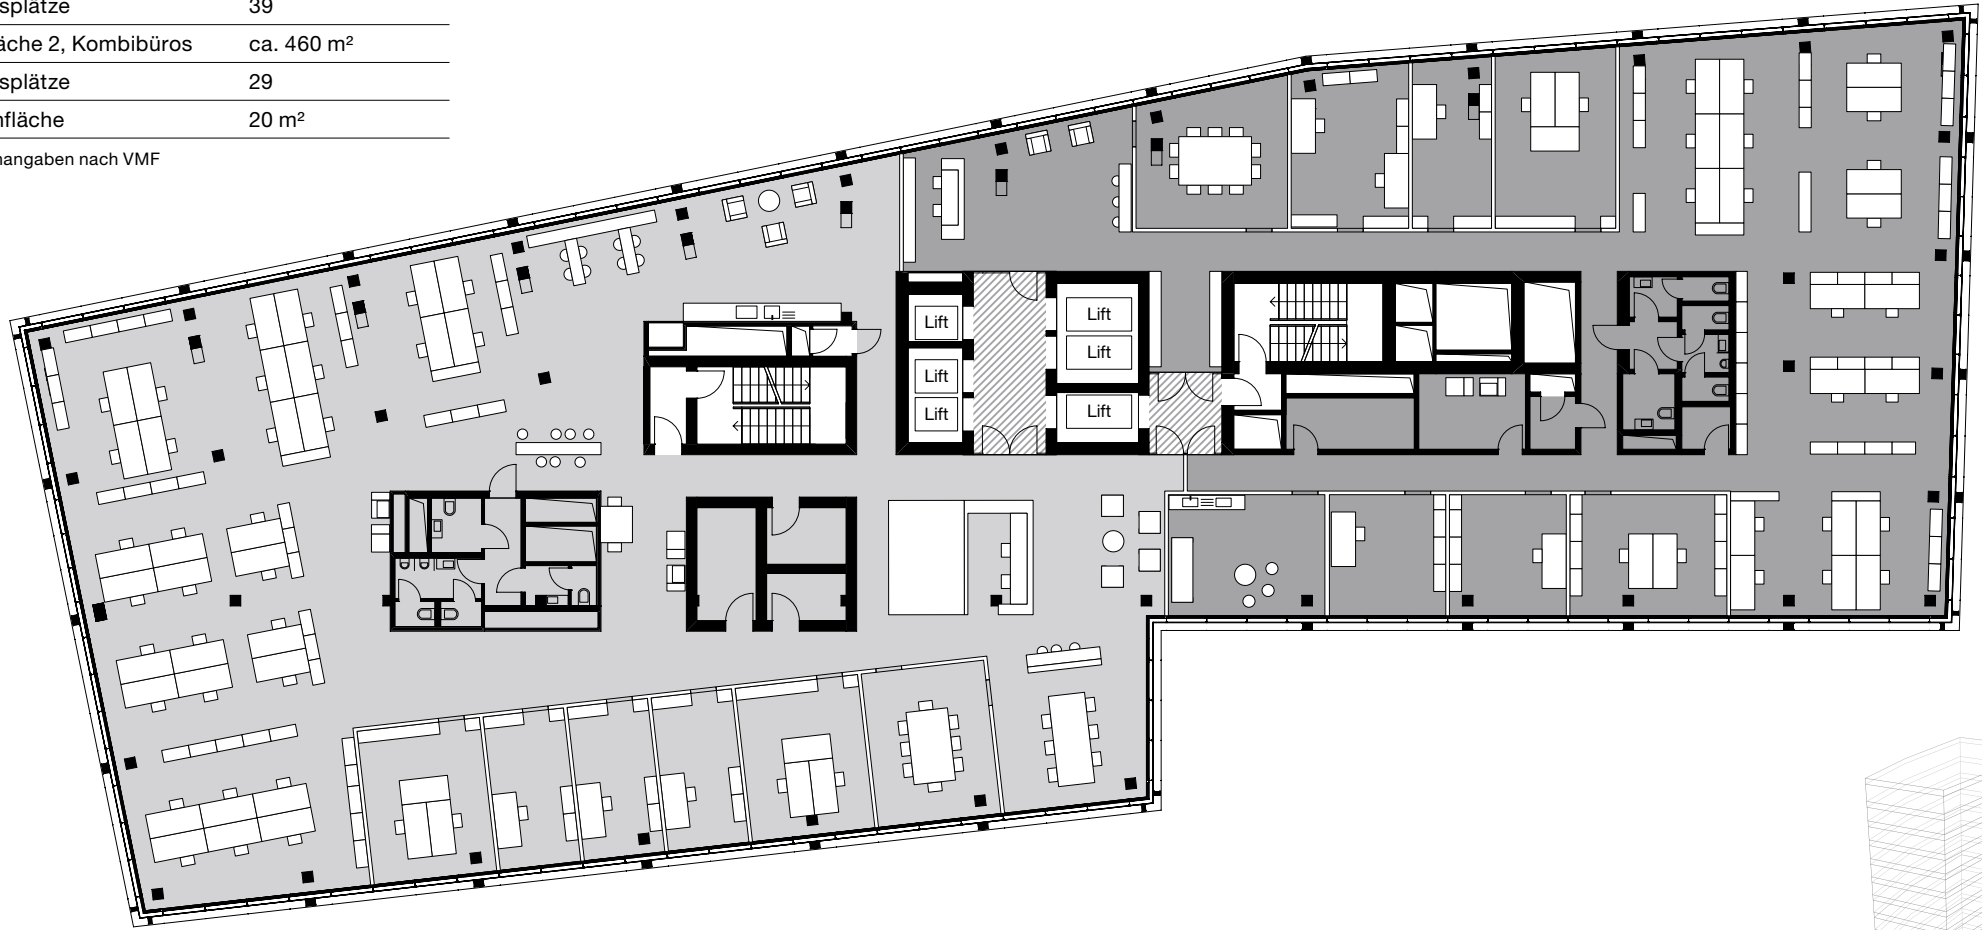 splätze 39
äche 2, Kombibüros ca. 460 m²
splätze 29
nfläche 20 m²
nangaben nach VMF
Lift
Lift
Lift
Lift
Lift
Lift